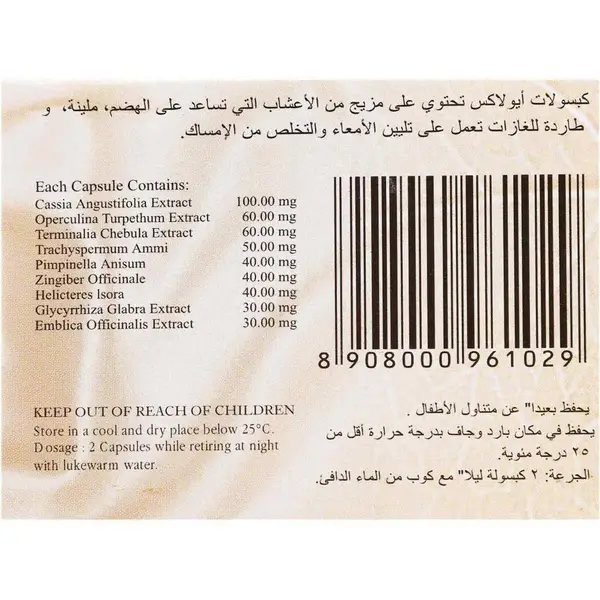 كبسولات أيولاكس تحتوي على مزيج من الأعشاب التي تساعد على الهضم، ملينة، و
طاردة للغازات تعمل على تليين الأمعاء والتخلص من الإمساك.
Each Capsule Contains:
Cassia Angustifolia Extract 100.00 mg
Operculina Turpethum Extract 60.00 mg
Terminalia Chebula Extract 60.00 mg
Trachyspermum Ammi 50.00 mg
Pimpinella Anisum 40.00 mg
Zingiber Officinale 40.00 mg
Helicteres Isora 40.00 mg
Glycyrrhiza Glabra Extract 30.00 mg
Emblica Officinalis Extract 30.00 mg
8 908000 961029
KEEP OUT OF REACH OF CHILDREN
Store in a cool and dry place below 25°C.
Dosage : 2 Capsules while retiring at night
with lukewarm water.
يحفظ بعيدا" عن متناول الأطفال .
يحفظ في مكان بارد وجاف بدرجة حرارة أقل من
٢٥ درجة مئوية.
الجرعة: ٢ كبسولة ليلا" مع كوب من الماء الدافئ.